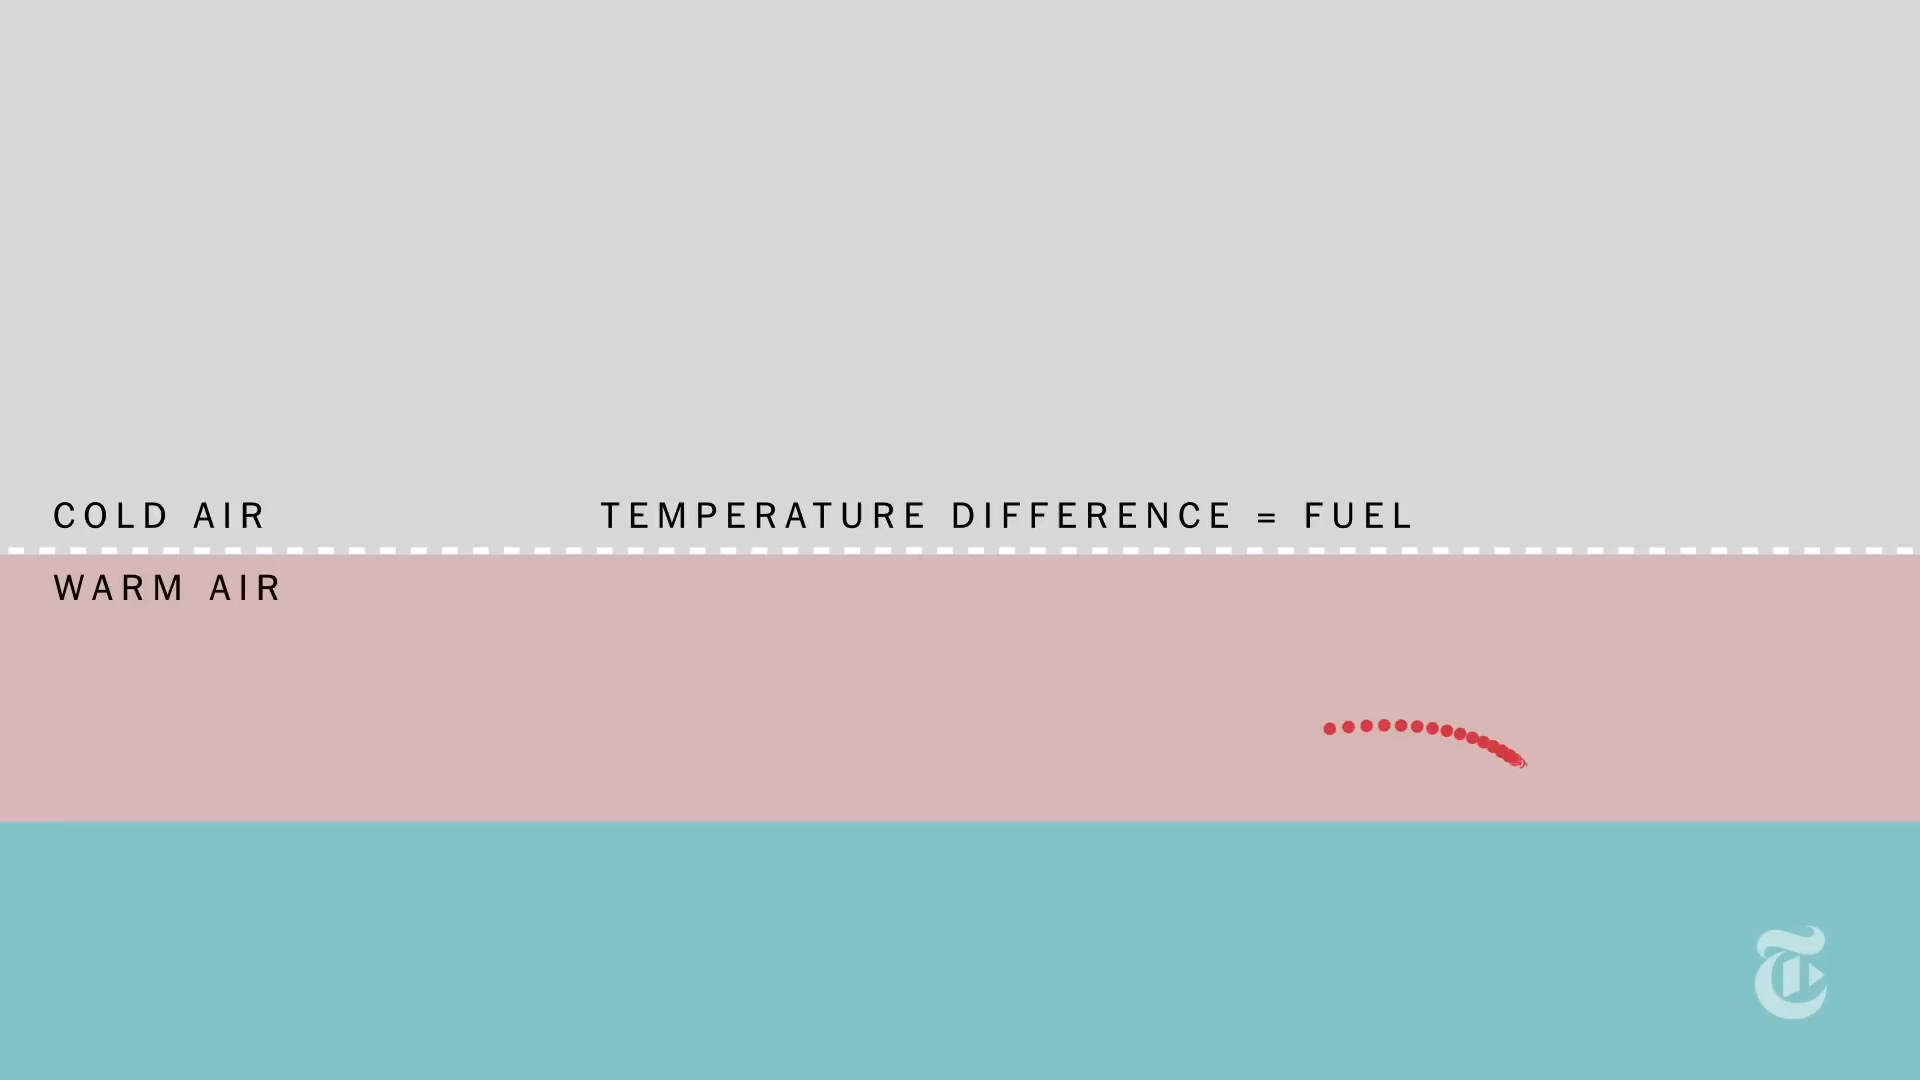 COLD AIR
TEMPERATURE DIFFERENCE = FUEL
WARM AIR